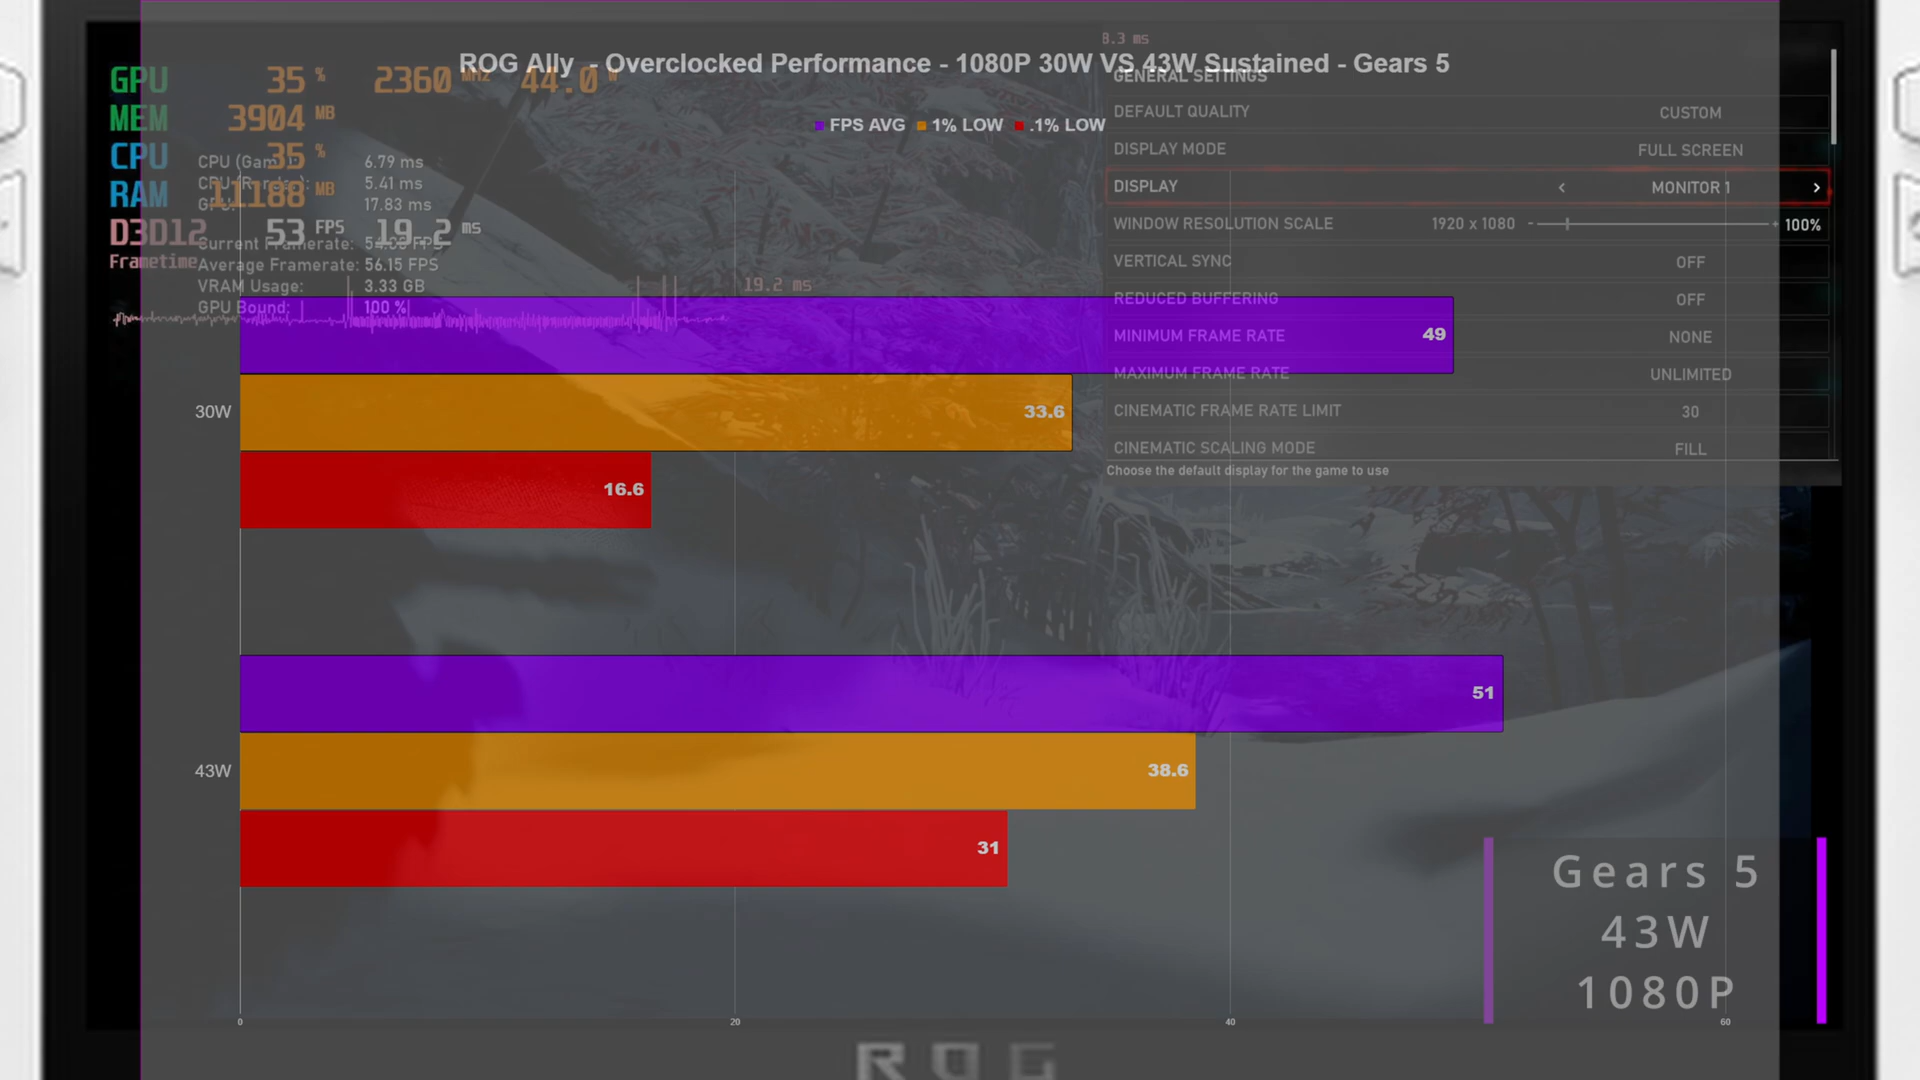 8.3 ms
ROG Ally - Overclocked Performance - 1080P 30W VS 43W Sustained - Gears 5
GPU 35 % 2360 MHZ 44.0 W
MEM 3904 MB
CPU 35 %
RAM 11188 MB
D3D12 53 FPS 19.2 ms
Frametime
FPS AVG 1% LOW .1% LOW
CPU 6.79 ms
5.41 ms
17.83 ms
Current Framerate:
Average Framerate: 56.15 FPS
VRAM Usage: 3.33 GB
GPU Bound: 100 %
19.2 ms
GENERAL SETTINGS
DEFAULT QUALITY CUSTOM
DISPLAY MODE FULL SCREEN
DISPLAY < MONITOR 1 >
WINDOW RESOLUTION SCALE 1920 x 1080 - + 100%
VERTICAL SYNC OFF
REDUCED BUFFERING OFF
MINIMUM FRAME RATE NONE
MAXIMUM FRAME RATE UNLIMITED
CINEMATIC FRAME RATE LIMIT 30
CINEMATIC SCALING MODE FILL
Choose the default display for the game to use
49
30W 33.6
16.6
51
43W 38.6
31
0 20 40 60
Gears 5
43W
1080P
ROG